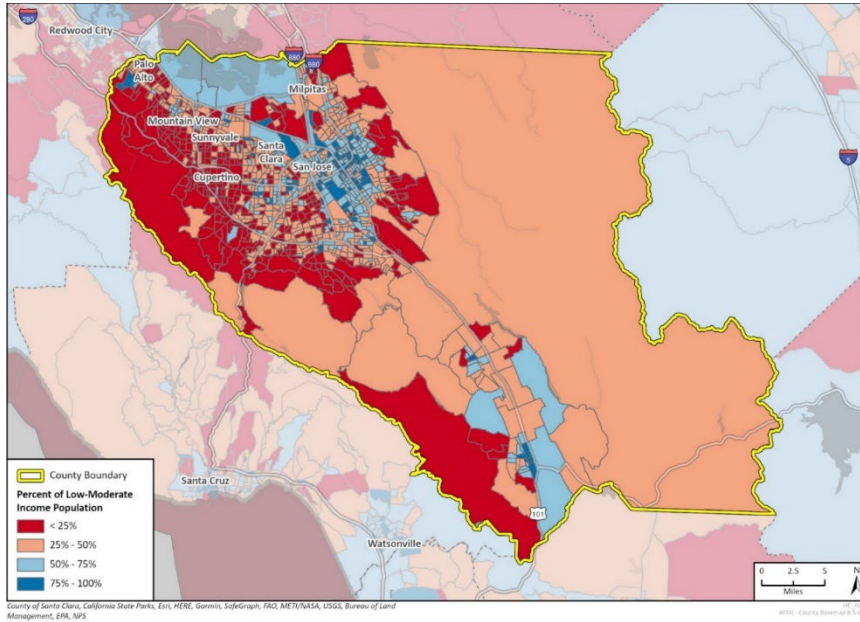 280
Redwood City
Palo
Alto
880
680
Milpitas
Mountain View
Sunnyvale
Santa
Clara
San Jose
Cupertino
5
Santa Cruz
101
Watsonville
County Boundary
Percent of Low-Moderate
Income Population
< 25%
25% - 50%
50% - 75%
75% - 100%
0 2.5 5
Miles
N
County of Santa Clara, California State Parks, Esri, HERE, Garmin, SafeGraph, FAO, METI/NASA, USGS, Bureau of Land
Management, EPA, NPS